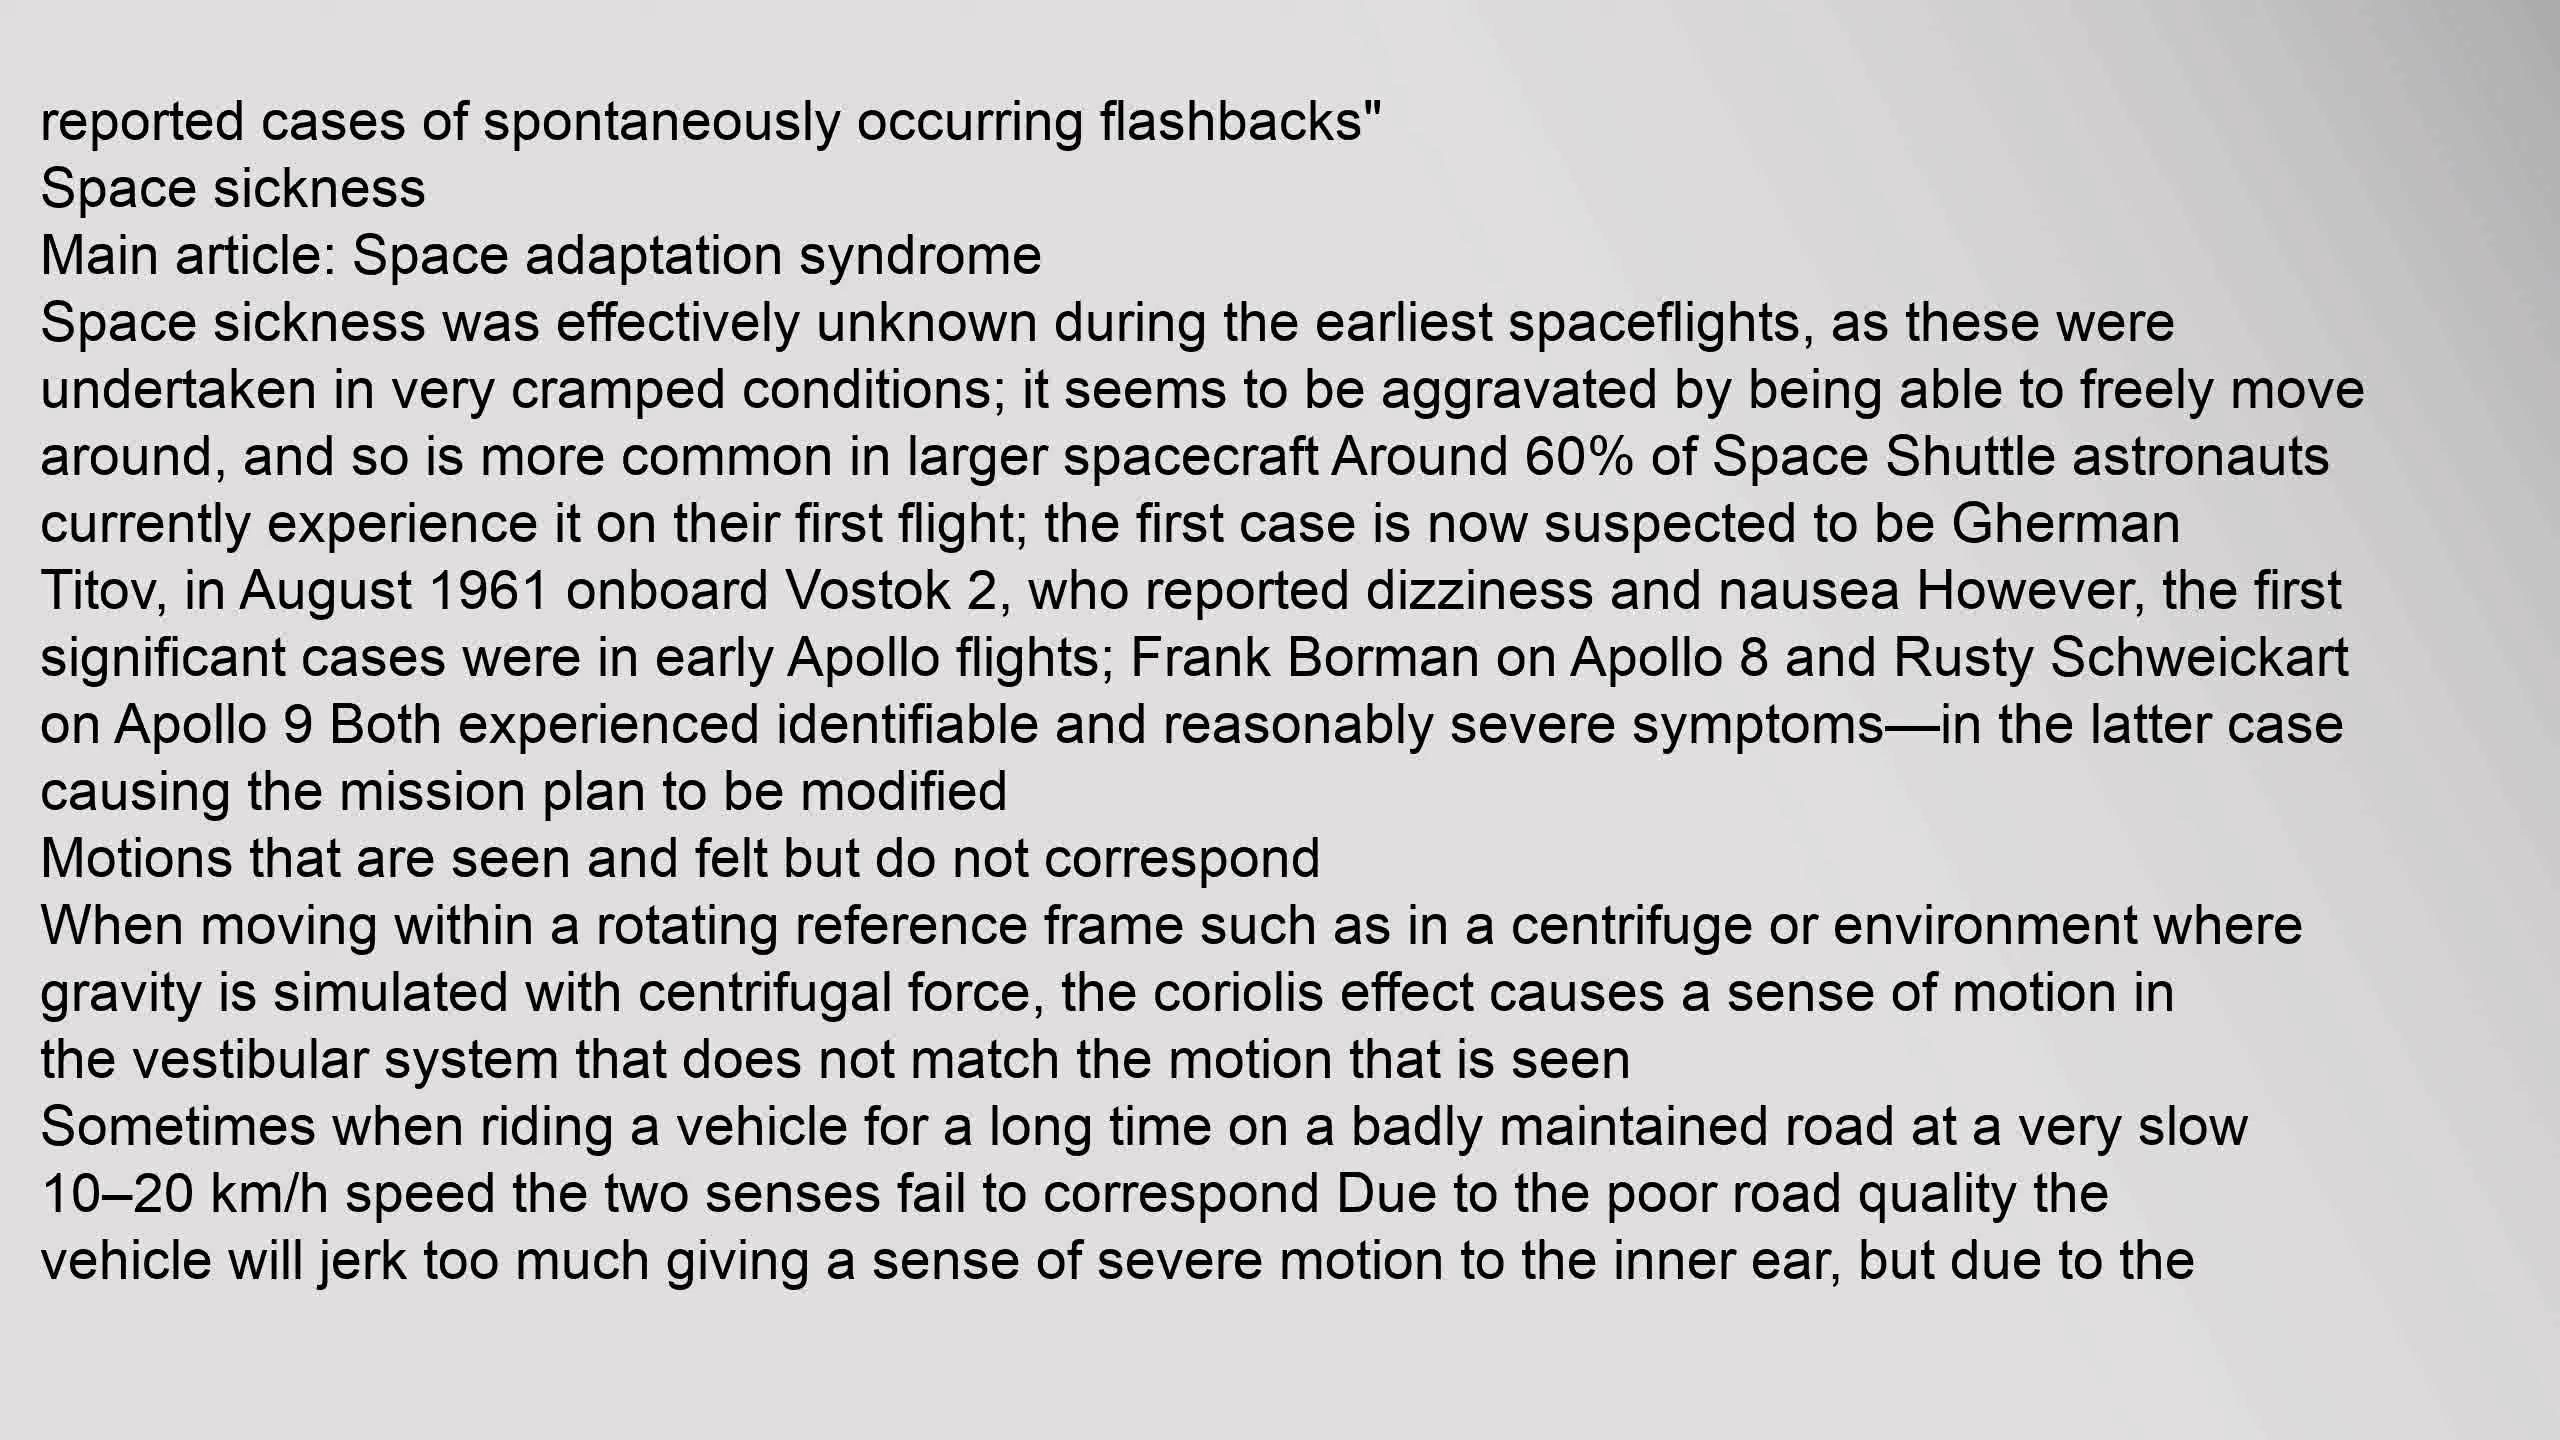 reported cases of spontaneously occurring flashbacks"
Space sickness
Main article: Space adaptation syndrome
Space sickness was effectively unknown during the earliest spaceflights, as these were
undertaken in very cramped conditions; it seems to be aggravated by being able to freely move
around, and so is more common in larger spacecraft Around 60% of Space Shuttle astronauts
currently experience it on their first flight; the first case is now suspected to be Gherman
Titov, in August 1961 onboard Vostok 2, who reported dizziness and nausea However, the first
significant cases were in early Apollo flights; Frank Borman on Apollo 8 and Rusty Schweickart
on Apollo 9 Both experienced identifiable and reasonably severe symptoms—in the latter case
causing the mission plan to be modified
Motions that are seen and felt but do not correspond
When moving within a rotating reference frame such as in a centrifuge or environment where
gravity is simulated with centrifugal force, the coriolis effect causes a sense of motion in
the vestibular system that does not match the motion that is seen
Sometimes when riding a vehicle for a long time on a badly maintained road at a very slow
10–20 km/h speed the two senses fail to correspond Due to the poor road quality the
vehicle will jerk too much giving a sense of severe motion to the inner ear, but due to the